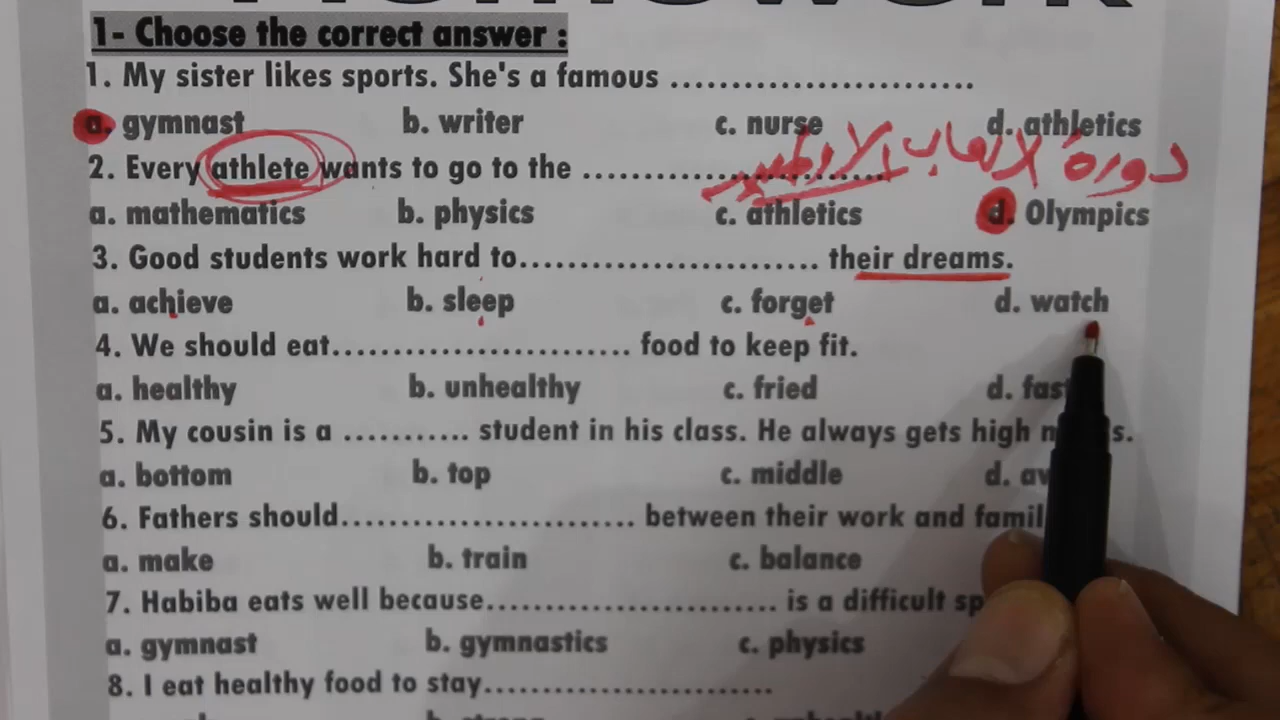 1- Choose the correct answer :
1. My sister likes sports. She's a famous ........................
a. gymnast b. writer c. nurse d. athletics
دورة الالعاب
2. Every athlete wants to go to the ........................
a. mathematics b. physics c. athletics d. Olympics
3. Good students work hard to........................ their dreams.
a. achieve b. sleep c. forget d. watch
4. We should eat........................ food to keep fit.
a. healthy b. unhealthy c. fried
5. My cousin is a .......... student in his class. He always gets high
a. bottom b. top c. middle d.
6. Fathers should....................... between their work and
a. make b. train c. balance
7. Habiba eats well because....................... is a difficult
a. gymnast b. gymnastics c. physics
8. I eat healthy food to stay.......................